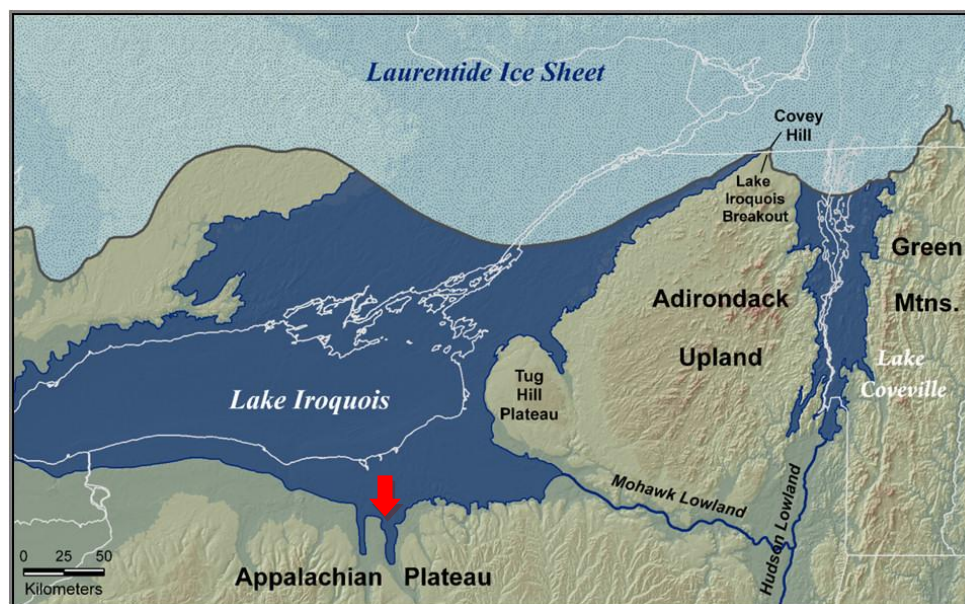 Laurentide Ice Sheet
Covey
Hill
Lake
Iroquois
Breakout
Green
Mtns.
Adirondack
Upland
Lake
Coveville
Tug
Hill
Plateau
Lake Iroquois
Mohawk Lowland
Hudson Lowland
0 25 50
Kilometers
Appalachian Plateau